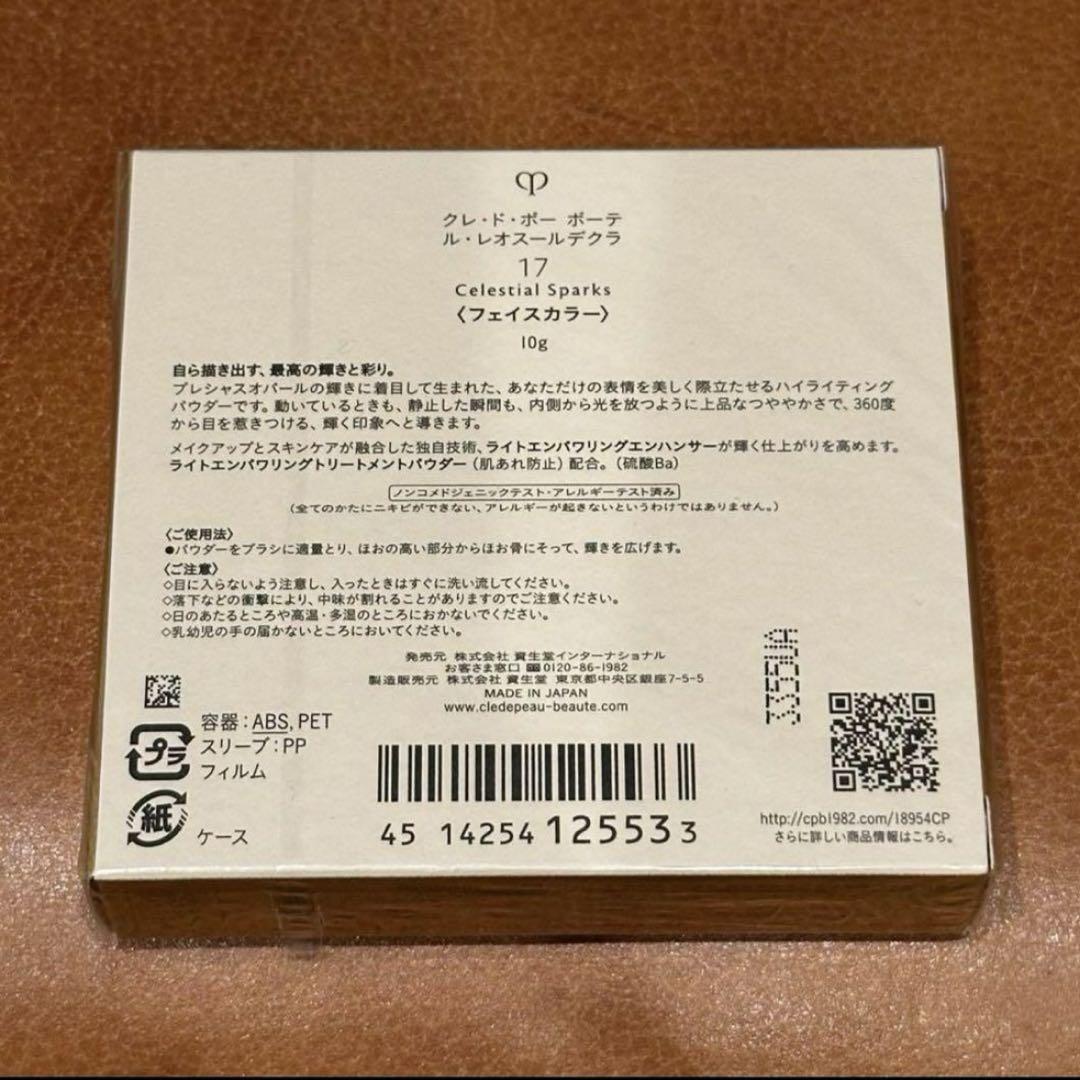 クレ・ド・ポー ボーテ
ル・レオスールデクラ
17
Celestial Sparks
〈フェイスカラー〉
10g
自ら描き出す、最高の輝きと彩り。
プレシャスオパールの輝きに着目して生まれた、あなただけの表情を美しく際立たせるハイライティング
パウダーです。動いているときも、静止した瞬間も、内側から光を放つように上品なつややかさで、360度
から目を惹きつける、輝く印象へと導きます。
メイクアップとスキンケアが融合した独自技術、ライトエンパワリングエンハンサーが輝く仕上がりを高めます。
ライトエンパワリングトリートメントパウダー（肌あれ防止）配合。（硫酸Ba）
ノンコメドジェニックテスト・アレルギーテスト済み
（全てのかたにニキビができない、アレルギーが起きないというわけではありません。）
〈ご使用法〉
●パウダーをブラシに適量とり、ほおの高い部分からほお骨にそって、輝きを広げます。
〈ご注意〉
◇目に入らないよう注意し、入ったときはすぐに洗い流してください。
◇落下などの衝撃により、中味が割れることがありますのでご注意ください。
◇日のあたるところや高温・多湿のところにおかないでください。
◇乳幼児の手の届かないところにおいてください。
発売元 株式会社 資生堂インターナショナル
お客さま窓口 0120-86-1982
製造販売元 株式会社 資生堂 東京都中央区銀座7-5-5
MADE IN JAPAN
www.cledepeau-beaute.com
3355UA
プラ
容器：ABS, PET
スリーブ：PP
フィルム
紙
ケース
45 14254 12553 3
http://cpb1982.com/18954CP
さらに詳しい商品情報はこちら。